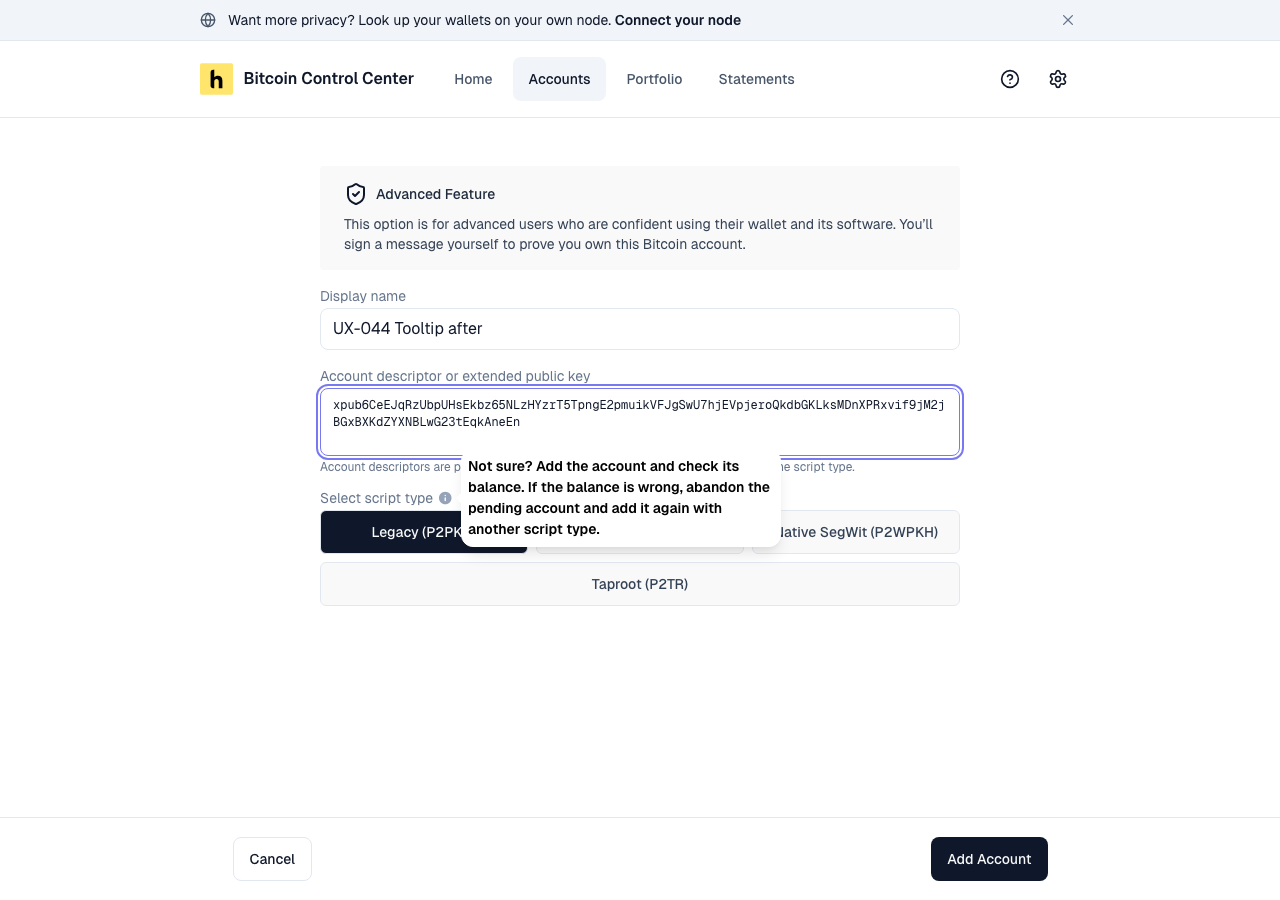 Want more privacy? Look up your wallets on your own node. Connect your node
h Bitcoin Control Center Home Accounts Portfolio Statements
Advanced Feature
This option is for advanced users who are confident using their wallet and its software. You’ll
sign a message yourself to prove you own this Bitcoin account.
Display name
UX-044 Tooltip after
Account descriptor or extended public key
xpub6CeEJqRzUbpUHsEkbz65NLzHYzrT5TpngE2pmuikVFJgSwU7hjEVpjeroQkdbGKLksMDnXPRxvif9jM2j
BGxBXKdZYXNBLwG23tEqkAneEn
Account descriptors are script type.
Not sure? Add the account and check its
balance. If the balance is wrong, abandon the
pending account and add it again with
another script type.
Select script type
Legacy Native SegWit (P2WPKH)
Taproot (P2TR)
Cancel Add Account